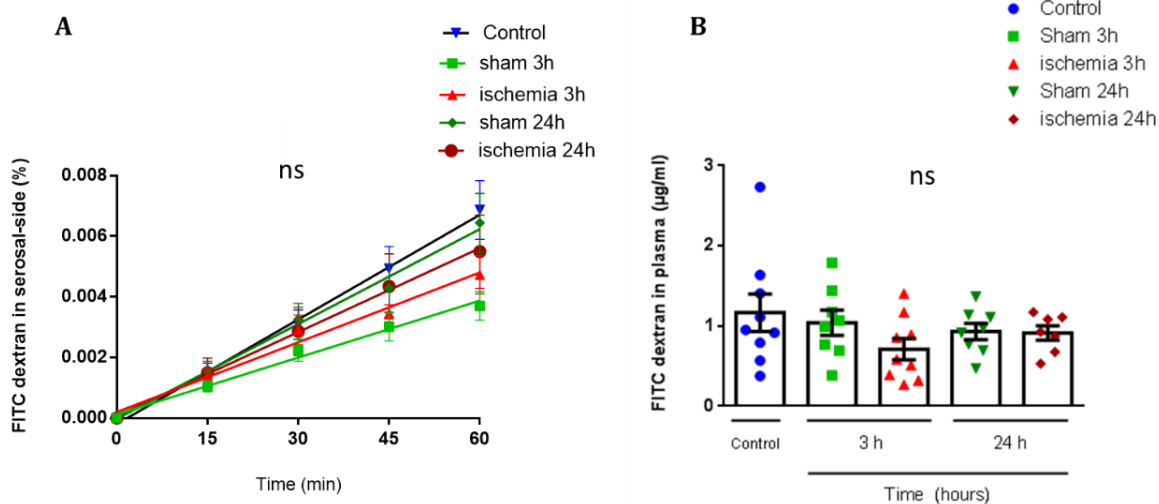 A
Control
sham 3h
ischemia 3h
sham 24h
ischemia 24h
ns
FITC dextran in serosal-side (%)
0.008
0.006
0.004
0.002
0.000
0
15
30
45
60
Time (min)
B
Control
Sham 3h
ischemia 3h
Sham 24h
ischemia 24h
ns
FITC dextran in plasma (µg/ml)
3
2
1
0
Control
3 h
24 h
Time (hours)